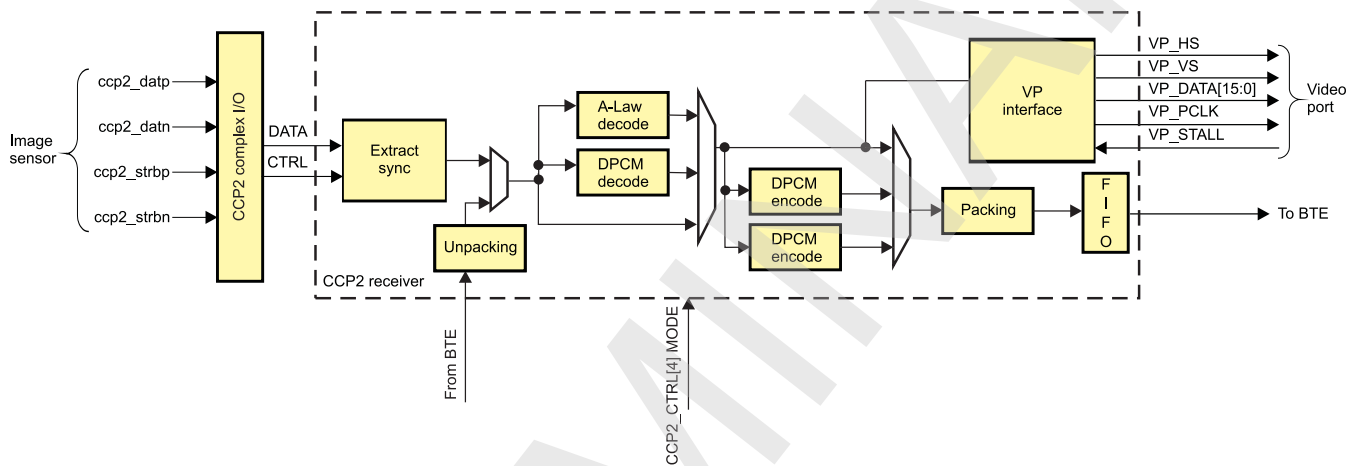 Image
sensor
ccp2_datp
ccp2_datn
ccp2_strbp
ccp2_strbn
CCP2 complex I/O
DATA
CTRL
Extract
sync
Unpacking
CCP2 receiver
From BTE
A-Law
decode
DPCM
decode
DPCM
encode
DPCM
encode
CCP2_CTRL[4] MODE
Packing
FIFO
To BTE
VP
interface
VP_HS
VP_VS
VP_DATA[15:0]
VP_PCLK
VP_STALL
Video
port